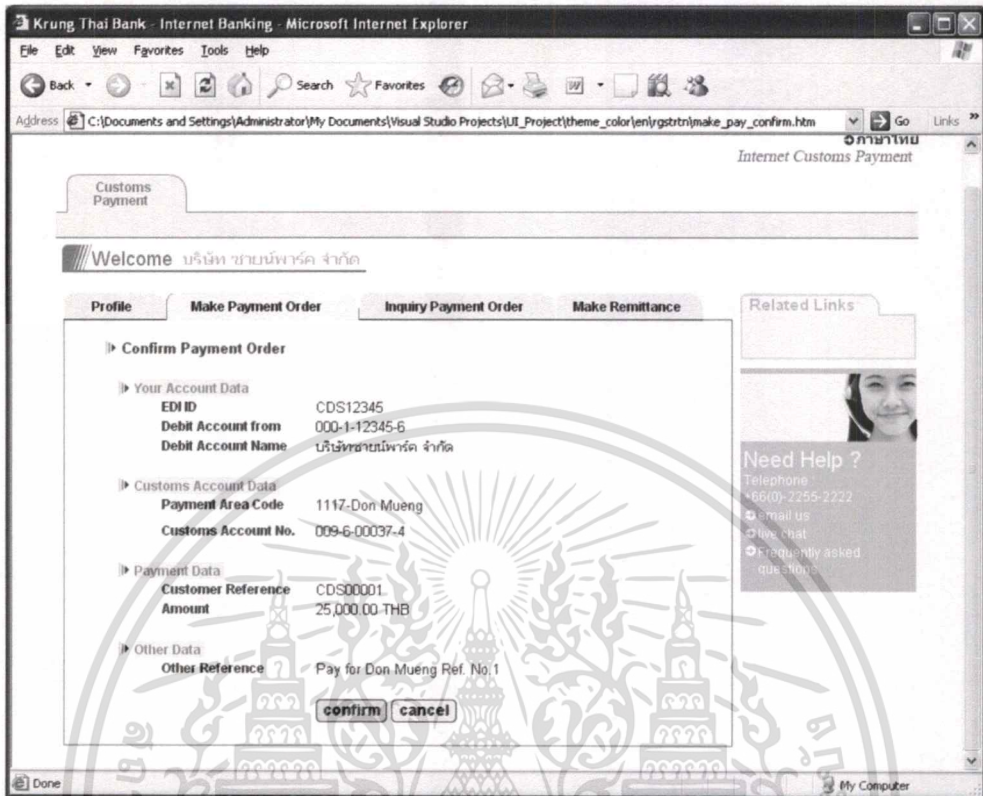 Krung Thai Bank - Internet Banking - Microsoft Internet Explorer
File Edit View Favorites Tools Help
Back Search Favorites
Address C:\Documents and Settings\Administrator\My Documents\Visual Studio Projects\UI_Project\theme_color\en\rgstrtn\make_pay_confirm.htm Go Links »
ภาษาไทย
Internet Customs Payment
Customs
Payment
Welcome บริษัท ซายน์พาร์ค จำกัด
Profile Make Payment Order Inquiry Payment Order Make Remittance
Related Links
Confirm Payment Order
Your Account Data
EDI ID CDS12345
Debit Account from 000-1-12345-6
Debit Account Name บริษัทซายน์พาร์ค จำกัด
Customs Account Data
Payment Area Code 1117-Don Mueng
Customs Account No. 009-6-00037-4
Payment Data
Customer Reference CDS00001
Amount 25,000.00 THB
Other Data
Other Reference Pay for Don Mueng Ref. No.1
confirm cancel
Need Help ?
Telephone :
+66(0)-2255-2222
email us
live chat
Frequently asked
questions
Done My Computer